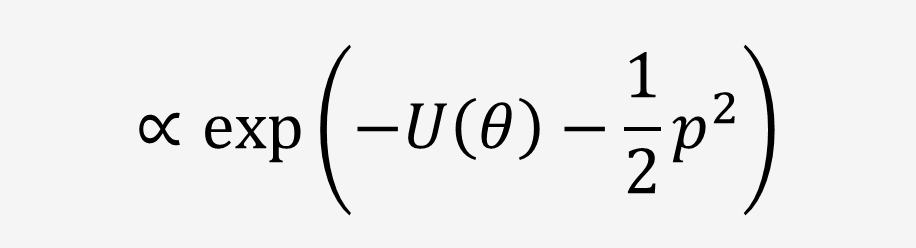 ∝ exp(−U(θ) − 1/2 p²)